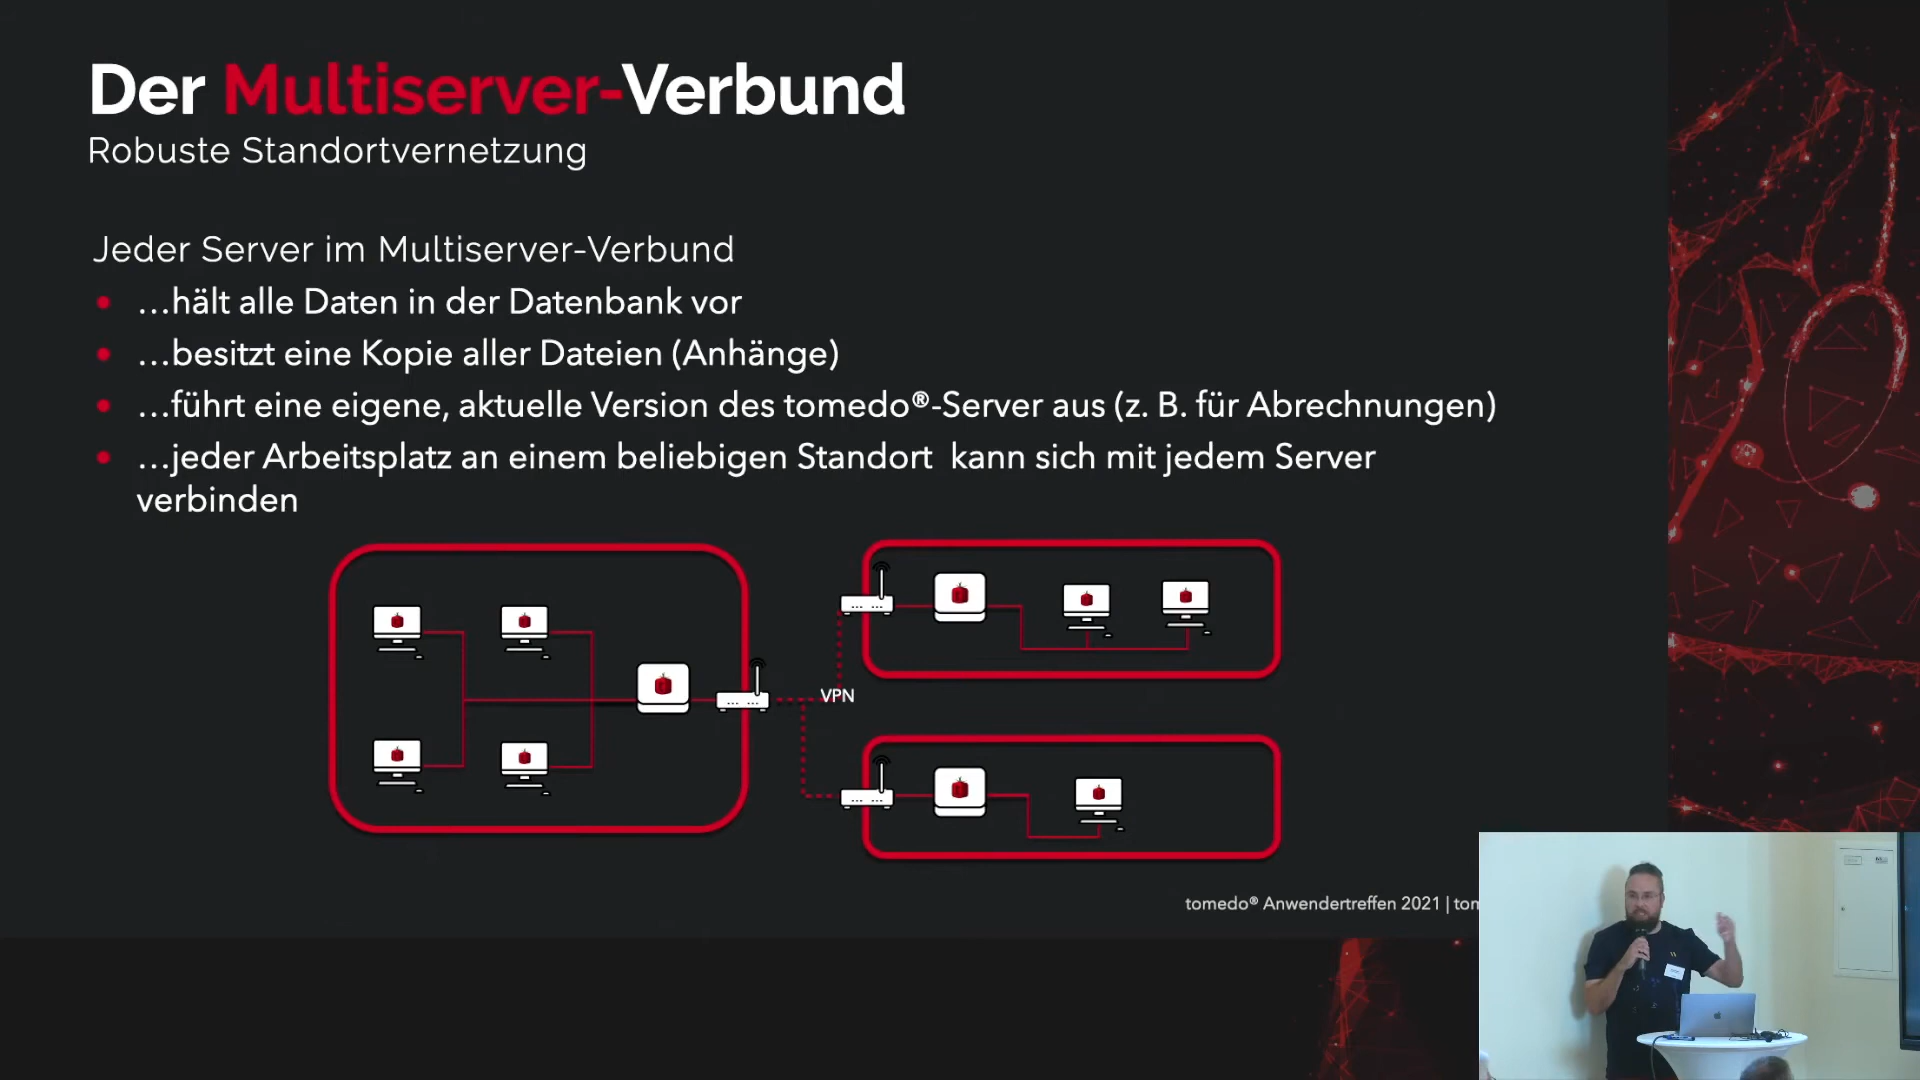 Der Multiserver-Verbund
Robuste Standortvernetzung
Jeder Server im Multiserver-Verbund
…hält alle Daten in der Datenbank vor
…besitzt eine Kopie aller Dateien (Anhänge)
…führt eine eigene, aktuelle Version des tomedo®-Server aus (z. B. für Abrechnungen)
…jeder Arbeitsplatz an einem beliebigen Standort kann sich mit jedem Server
verbinden
VPN
tomedo® Anwendertreffen 2021 | tom